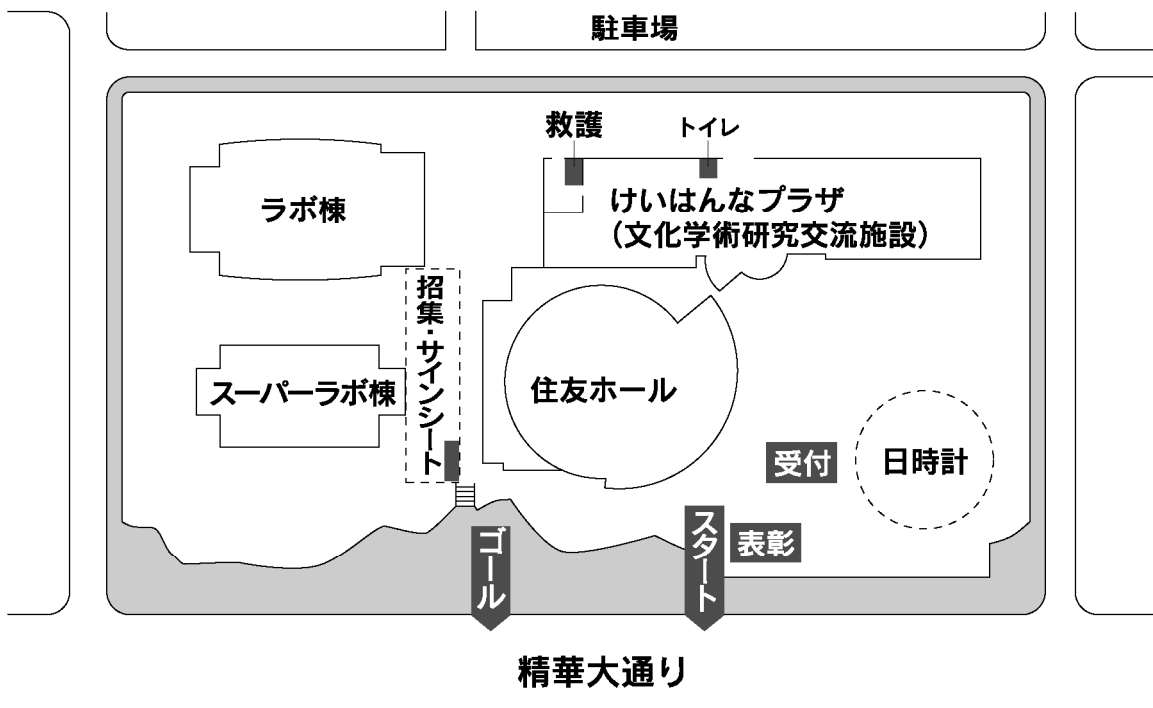 駐車場
救護
トイレ
ラボ棟
けいはんなプラザ
（文化学術研究交流施設）
招集・サインシート
スーパーラボ棟
住友ホール
受付
日時計
スタート
表彰
ゴール
精華大通り